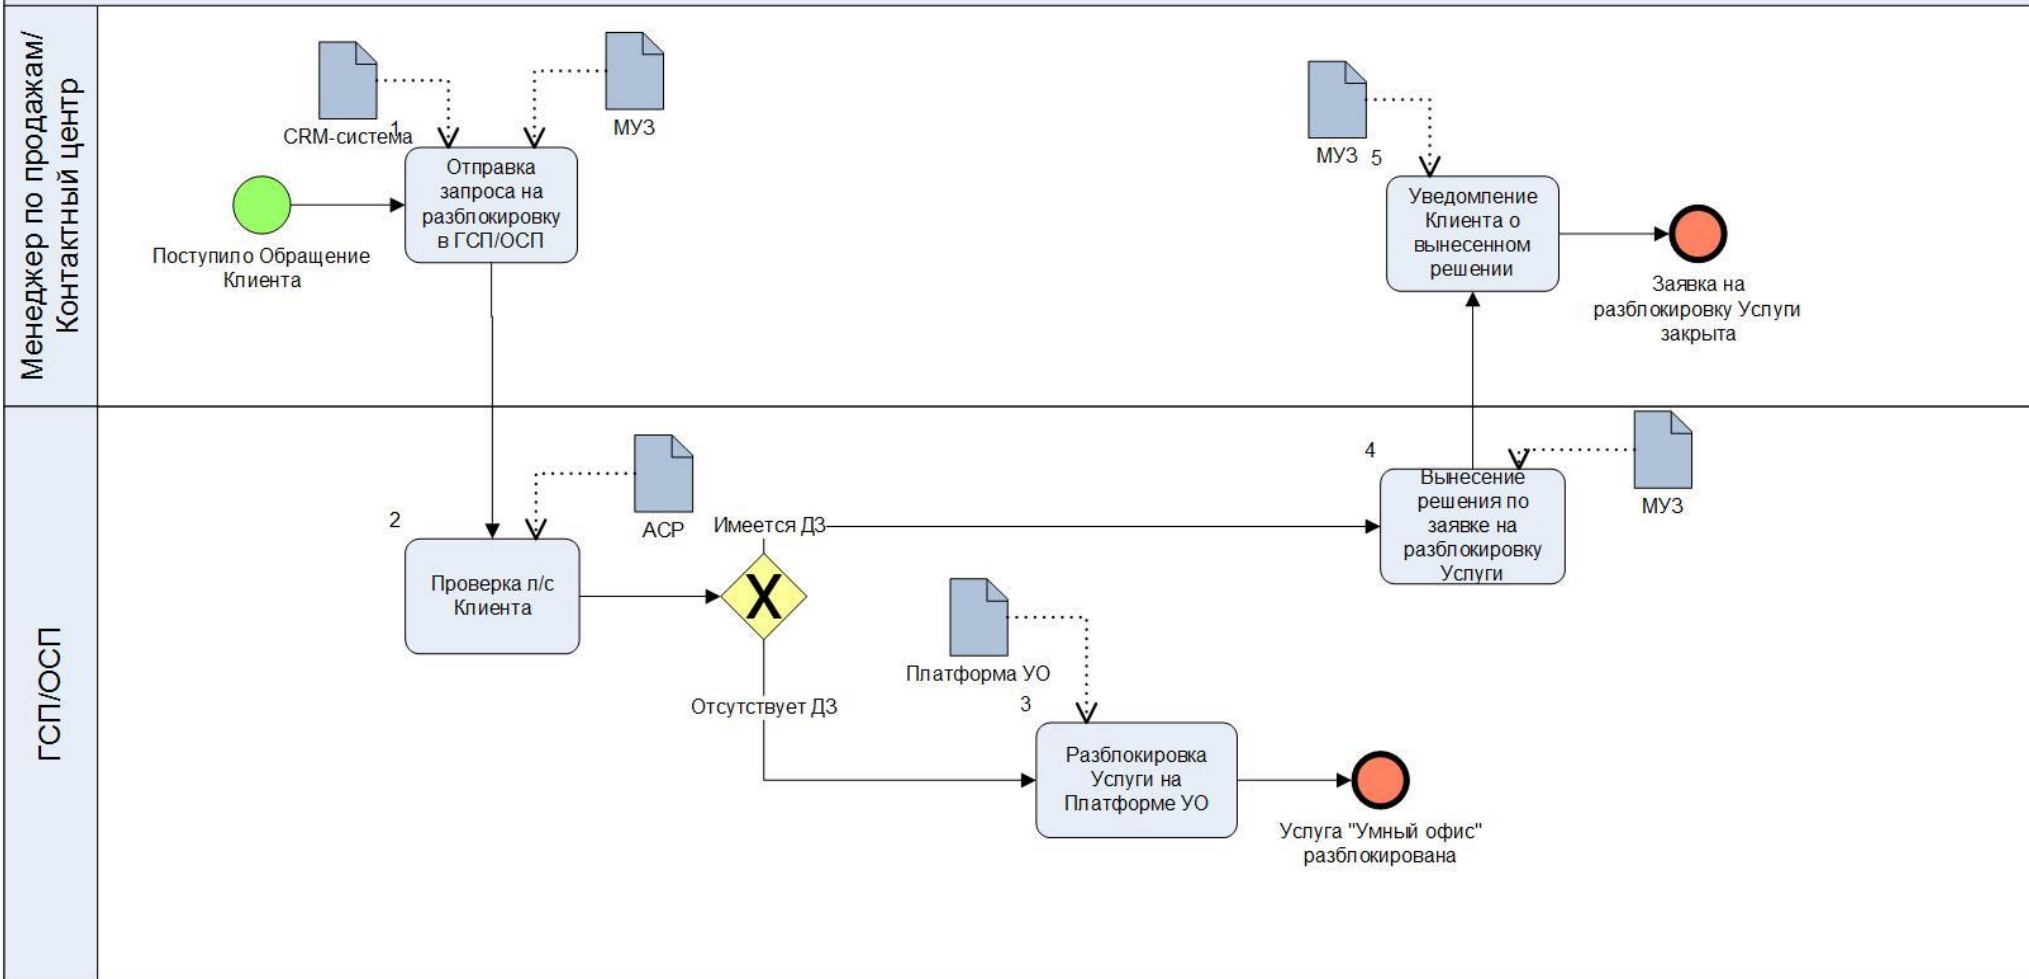 Менеджер по продажам/
Контактный центр
CRM-система
1
МУЗ
Отправка
запроса на
разблокировку
в ГСП/ОСП
Поступило Обращение
Клиента
МУЗ
5
Уведомление
Клиента о
вынесенном
решении
Заявка на
разблокировку Услуги
закрыта
ГСП/ОСП
2
АСР
Проверка л/с
Клиента
Имеется ДЗ
X
Отсутствует ДЗ
Платформа УО
3
Разблокировка
Услуги на
Платформе УО
Услуга "Умный офис"
разблокирована
4
Вынесение
решения по
заявке на
разблокировку
Услуги
МУЗ